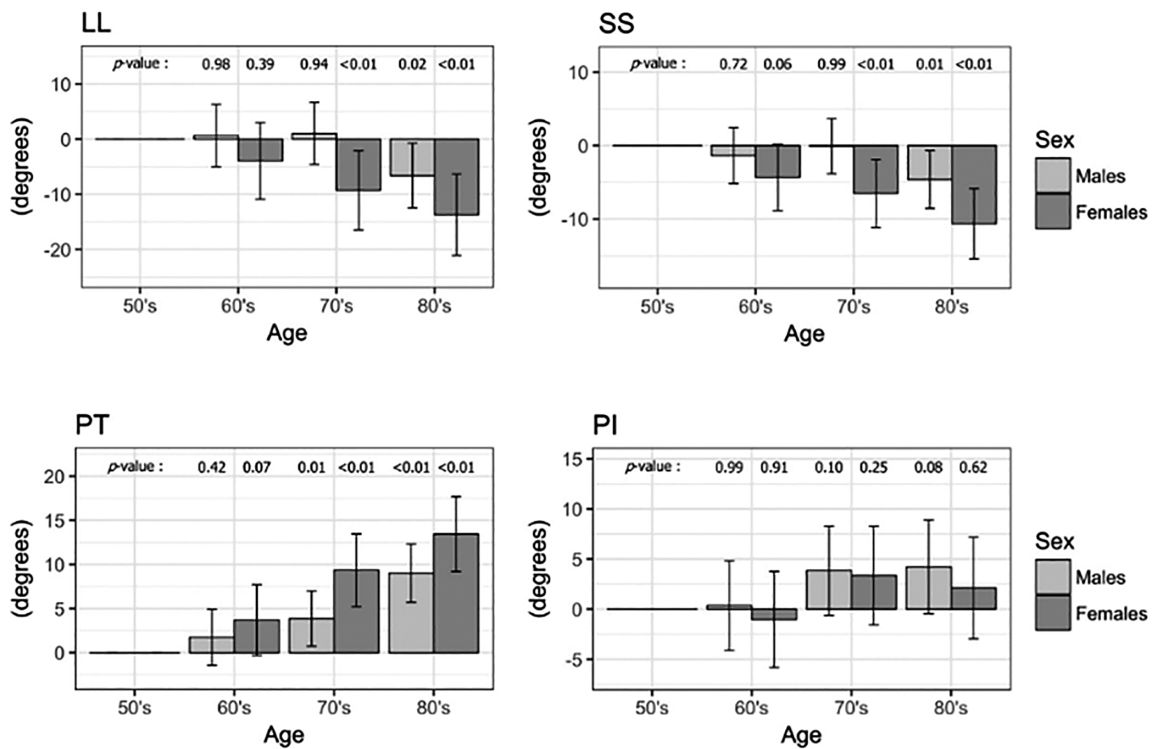 LL
p-value : 0.98 0.39 0.94 <0.01 0.02 <0.01
10
0
-10
-20
(degrees)
50's 60's 70's 80's
Age
SS
p-value : 0.72 0.06 0.99 <0.01 0.01 <0.01
10
0
-10
(degrees)
50's 60's 70's 80's
Age
Sex
Males
Females
PT
p-value : 0.42 0.07 0.01 <0.01 <0.01 <0.01
20
15
10
5
0
(degrees)
50's 60's 70's 80's
Age
PI
p-value : 0.99 0.91 0.10 0.25 0.08 0.62
15
10
5
0
-5
(degrees)
50's 60's 70's 80's
Age
Sex
Males
Females